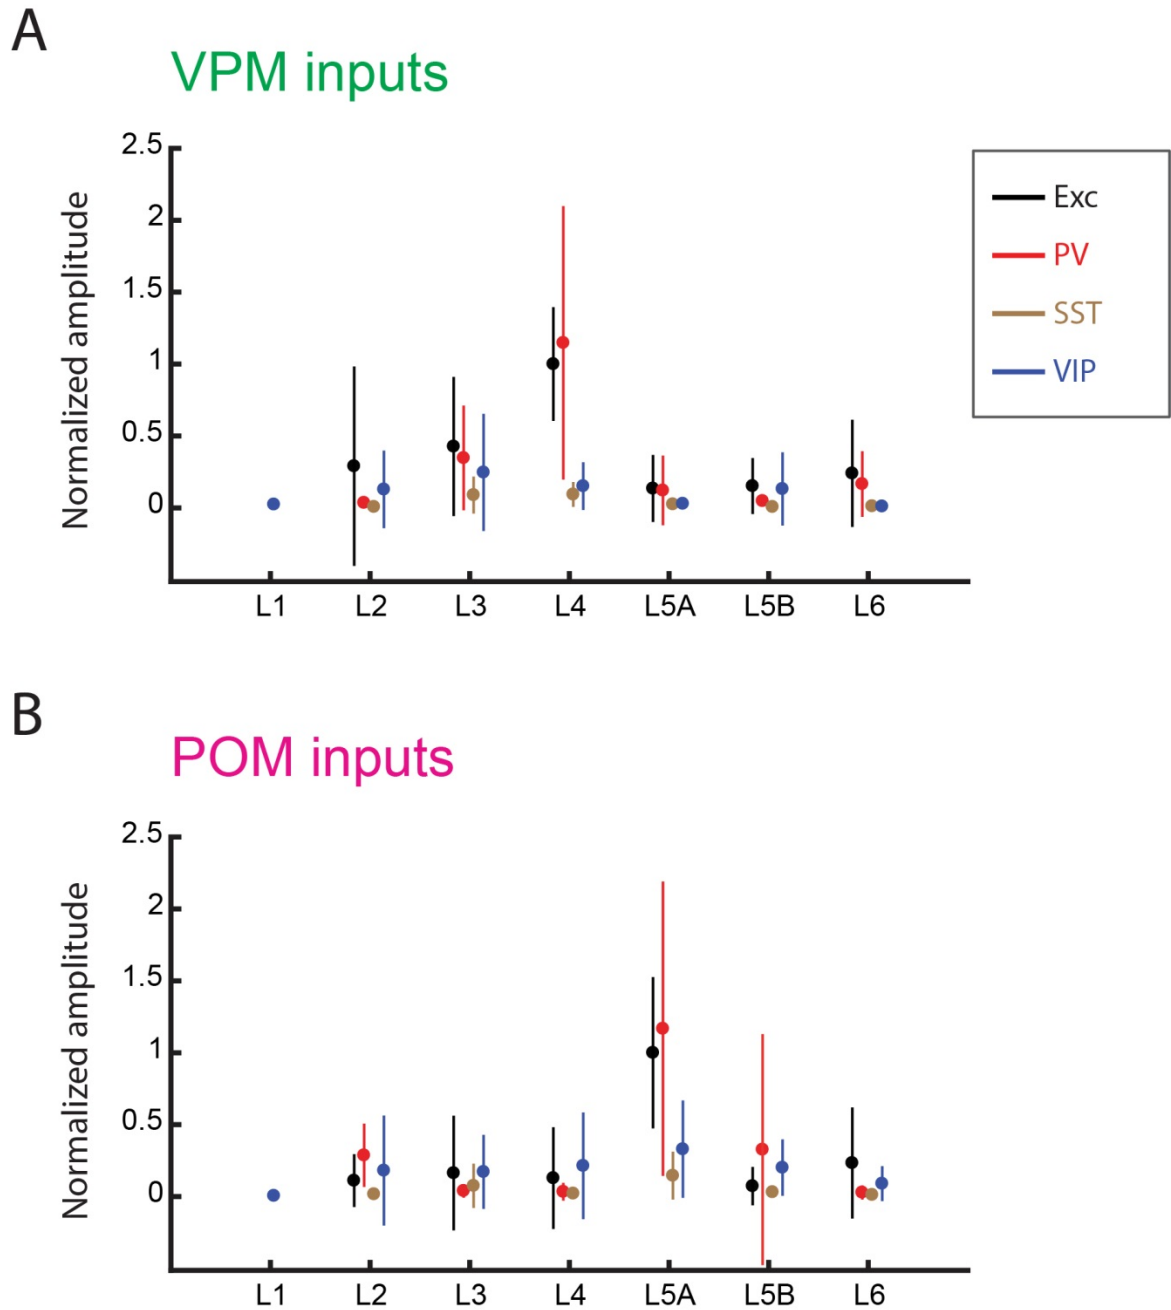 A
VPM inputs
Normalized amplitude
2.5
2
1.5
1
0.5
0
L1 L2 L3 L4 L5A L5B L6
Exc
PV
SST
VIP
B
POM inputs
Normalized amplitude
2.5
2
1.5
1
0.5
0
L1 L2 L3 L4 L5A L5B L6